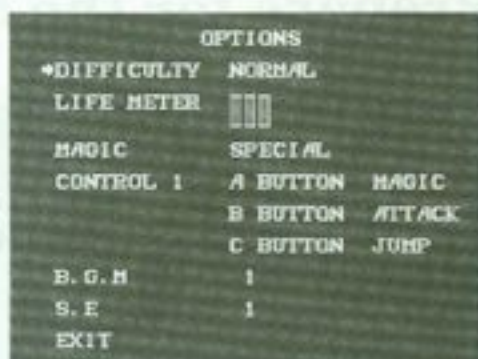 OPTIONS
DIFFICULTY NORMAL
LIFE METER
MAGIC SPECIAL
CONTROL 1 A BUTTON MAGIC
B BUTTON ATTACK
C BUTTON JUMP
B.G.M 1
S.E 1
EXIT